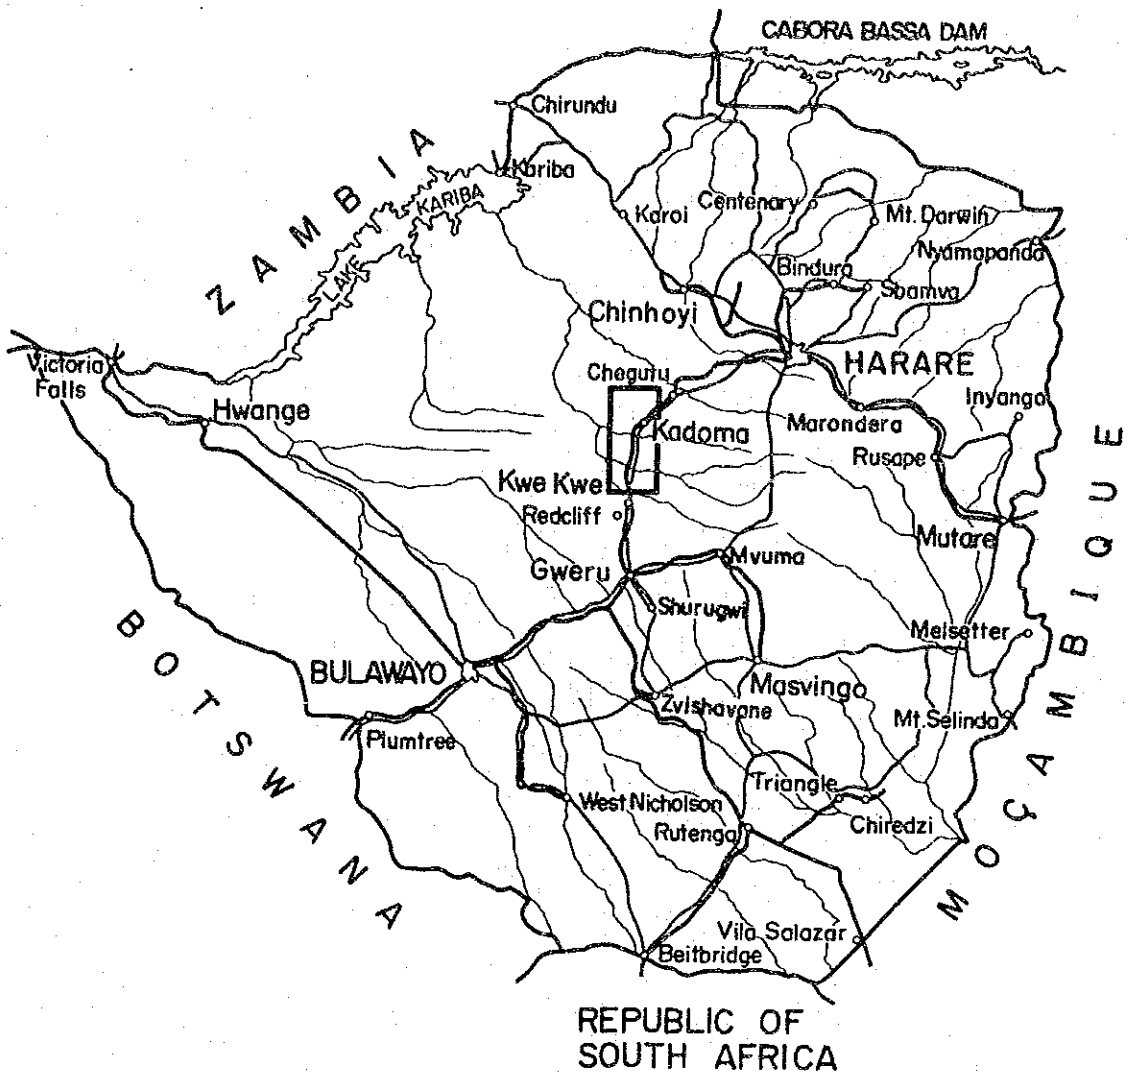 CABORA BASSA DAM
Chirundu
ZAMBIA
Kariba
LAKE KARIBA
Karoi
Centenary
Mt. Darwin
Nyamapanda
Bindura
Shamva
Chinhoyi
HARARE
Victoria
Falls
Hwange
Chegutu
Kadoma
Marondera
Inyanga
Rusape
Kwe Kwe
Redcliff
Mutare
Gweru
Mvuma
Shurugwi
Melsetter
MOÇAMBIQUE
BOTSWANA
BULAWAYO
Masvingo
Zvishavane
Mt. Selinda
Plumtree
Triangle
West Nicholson
Chiredzi
Rutenga
Vila Salazar
Beitbridge
REPUBLIC OF
SOUTH AFRICA